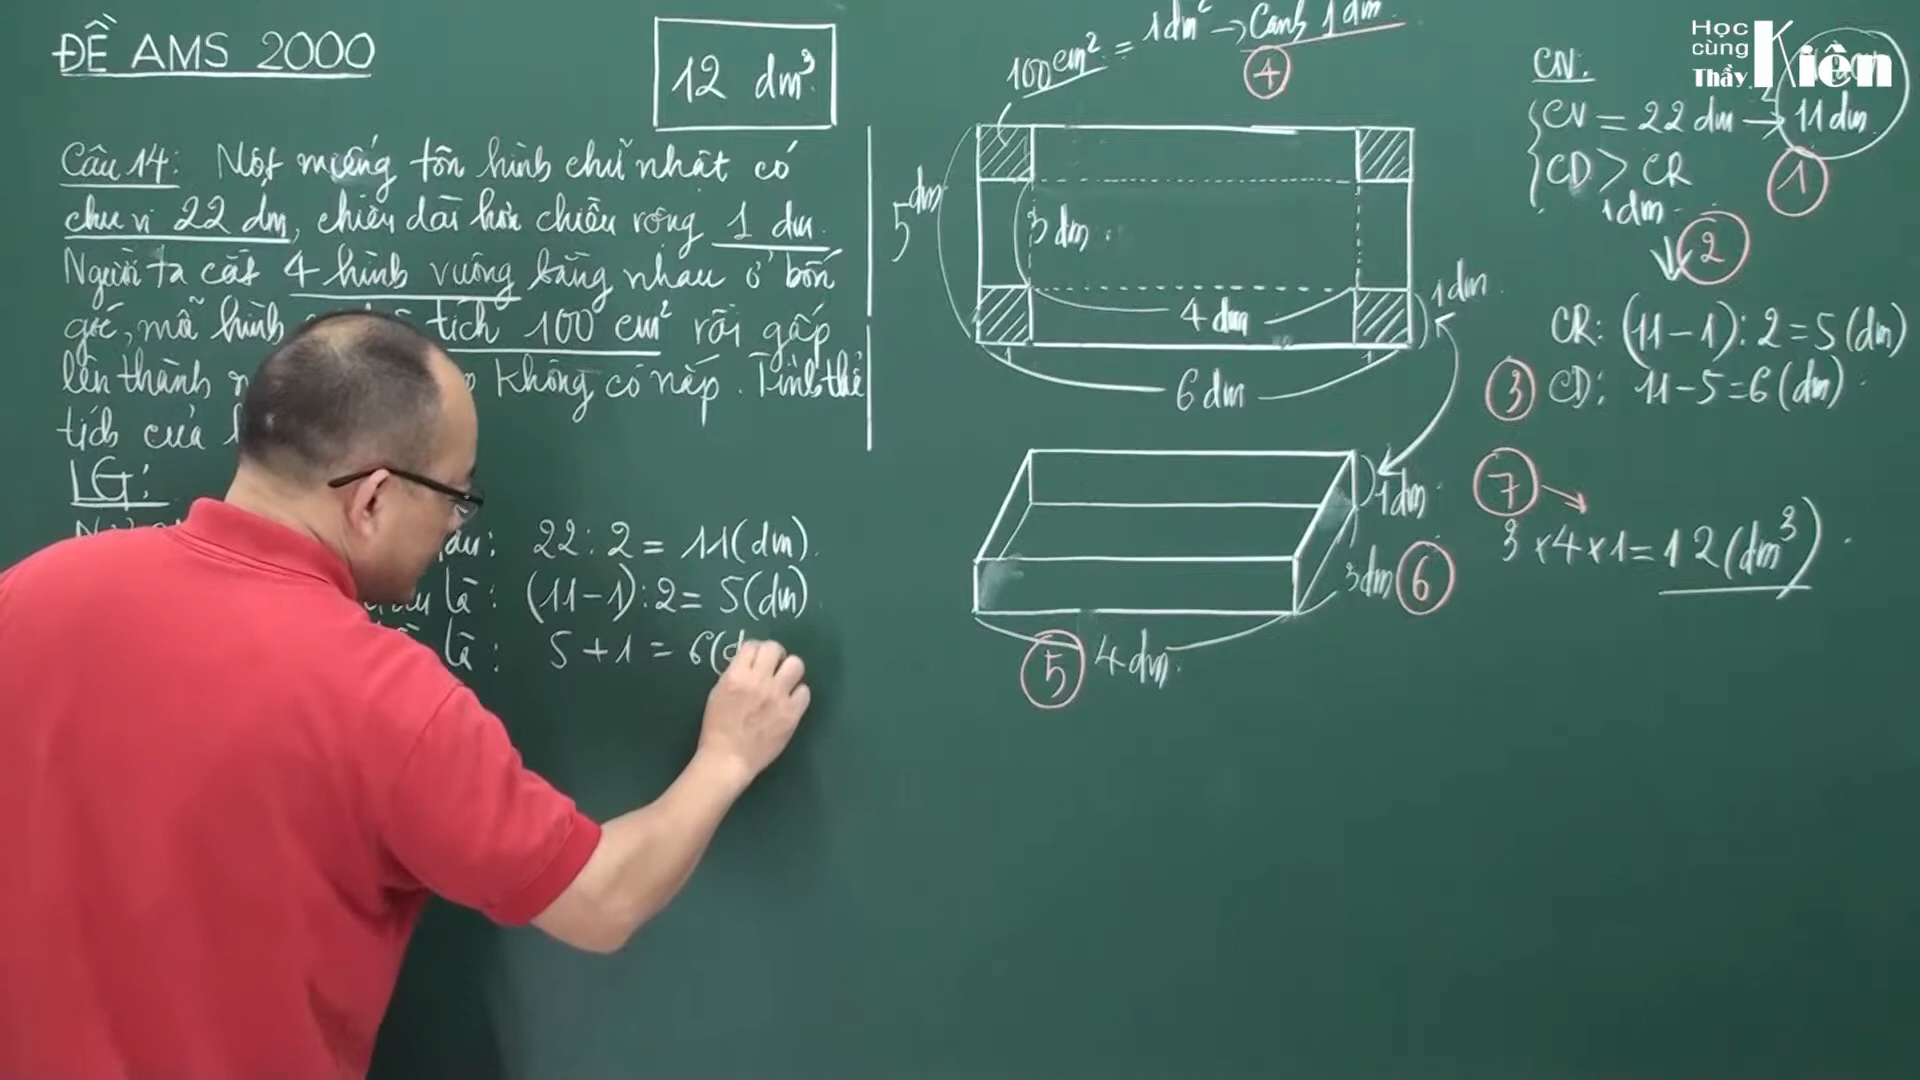 ĐỀ AMS 2000
12 dm³
Câu 14: Một miếng tôn hình chữ nhật có
chu vi 22 dm, chiều dài hơn chiều rộng 1 dm.
Người ta cắt 4 hình vuông bằng nhau ở bốn
góc, mỗi hình tích 100 cm² rồi gấp
lên thành không có nắp. Tính thể
tích của
LG:
22 : 2 = 11 (dm).
là: (11 - 1) : 2 = 5 (dm)
là: 5 + 1 = 6 (d
100 cm² = 1 dm² → Cạnh 1 dm
4
5 dm
3 dm.
4 dm
1 dm
1
1
6 dm
1 dm
3 dm 6
5 4 dm.
Học
cùng
Thầy Kiên
CN:
CV = 22 dm → 11 dm
CD > CR
1 dm
1
2
CR: (11 - 1) : 2 = 5 (dm)
3 CD: 11 - 5 = 6 (dm).
7 →
3 × 4 × 1 = 12 (dm³).